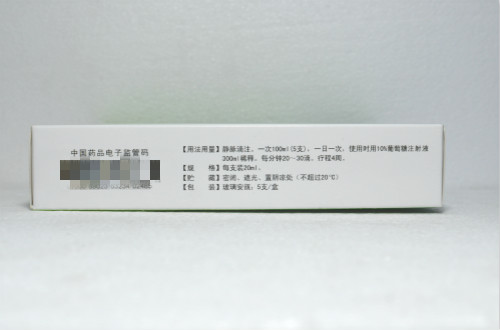 中国药品电子监管码
【用法用量】静脉滴注,一次100ml(5支),一日一次,使用时用10%葡萄糖注射液
300ml稀释,每分钟20~30滴,疗程4周。
【规 格】每支装20ml。
【贮 藏】密闭、遮光、置阴凉处(不超过20°C)
【包 装】玻璃安瓿;5支/盒